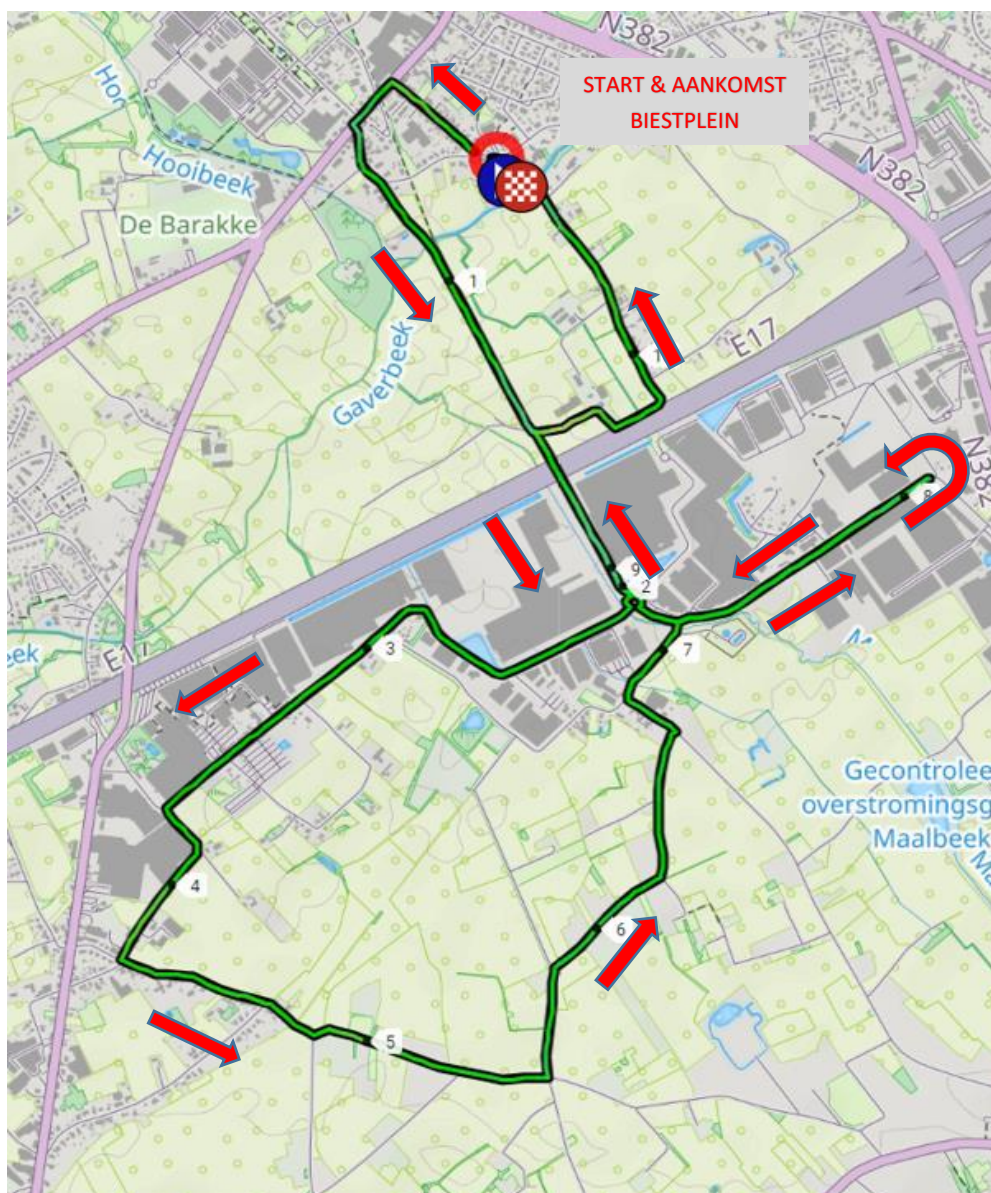 N382
START & AANKOMST
BIESTPLEIN
Hooibeek
De Barakke
N382
1
Gaverbeek
E17
N382
8
9
2
3
7
E17
Gecontrolee
overstromingsg
Maalbeek
4
6
5